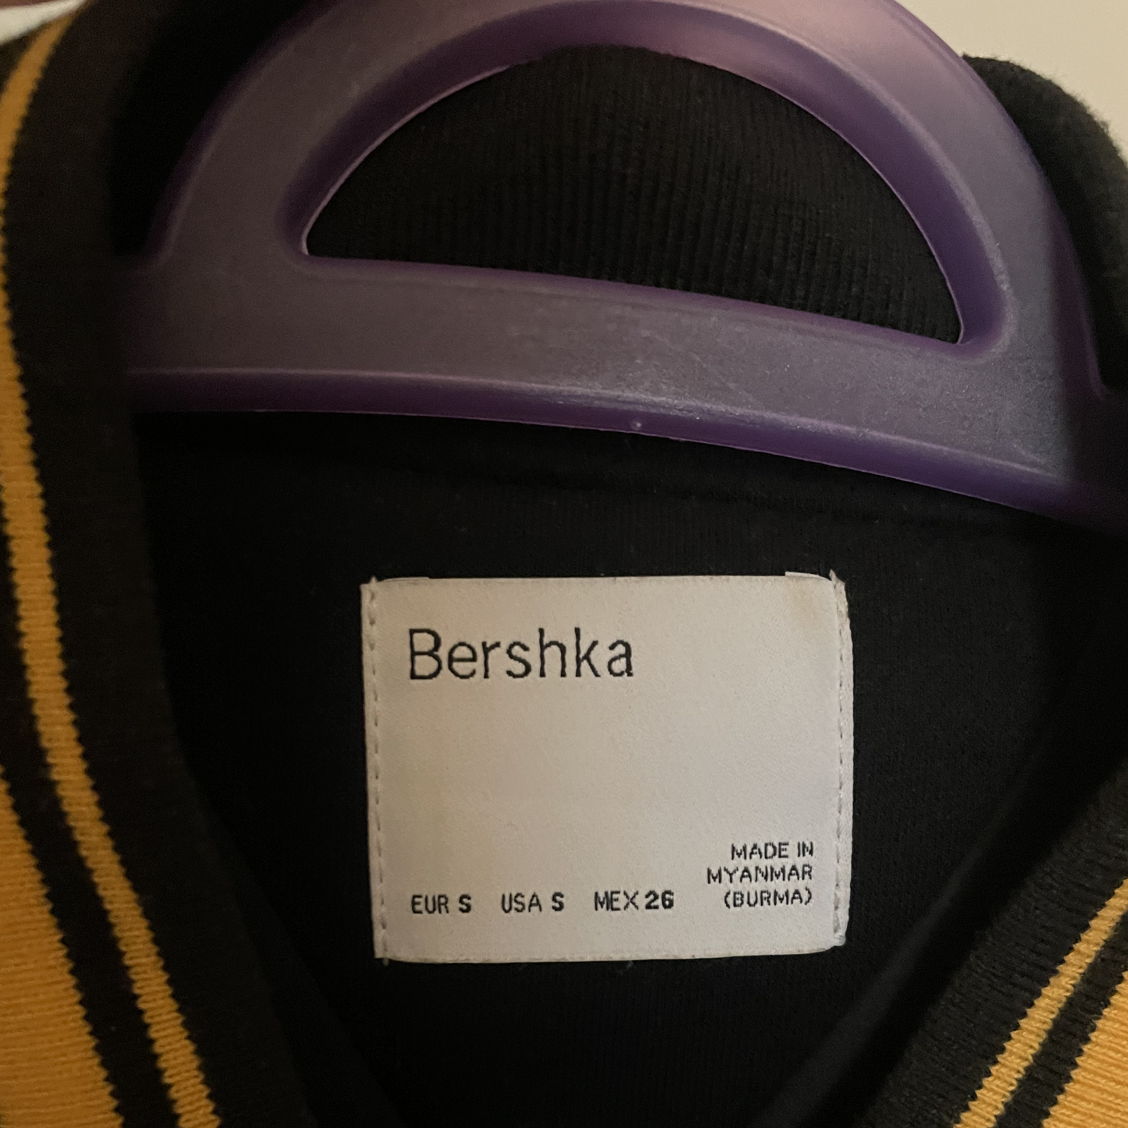 Bershka
MADE IN
MYANMAR
(BURMA)
EUR S USA S MEX 26